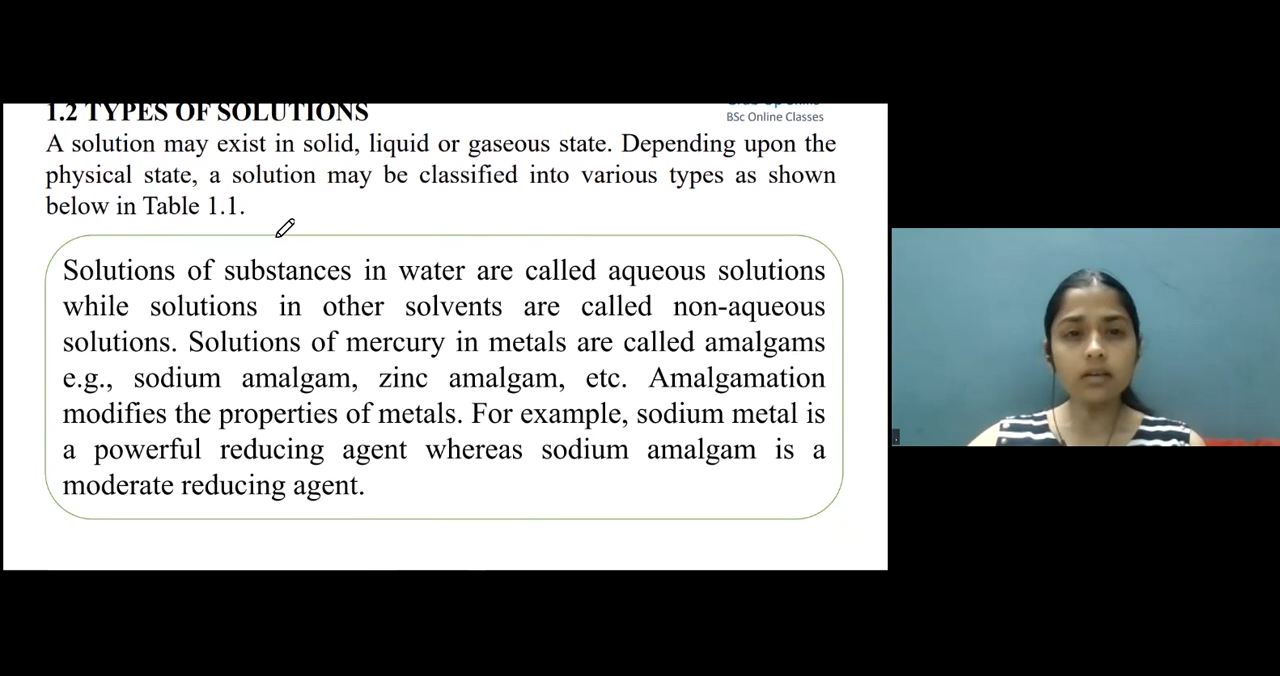 1.2 TYPES OF SOLUTIONS
BSc Online Classes
A solution may exist in solid, liquid or gaseous state. Depending upon the
physical state, a solution may be classified into various types as shown
below in Table 1.1.
Solutions of substances in water are called aqueous solutions
while solutions in other solvents are called non-aqueous
solutions. Solutions of mercury in metals are called amalgams
e.g., sodium amalgam, zinc amalgam, etc. Amalgamation
modifies the properties of metals. For example, sodium metal is
a powerful reducing agent whereas sodium amalgam is a
moderate reducing agent.